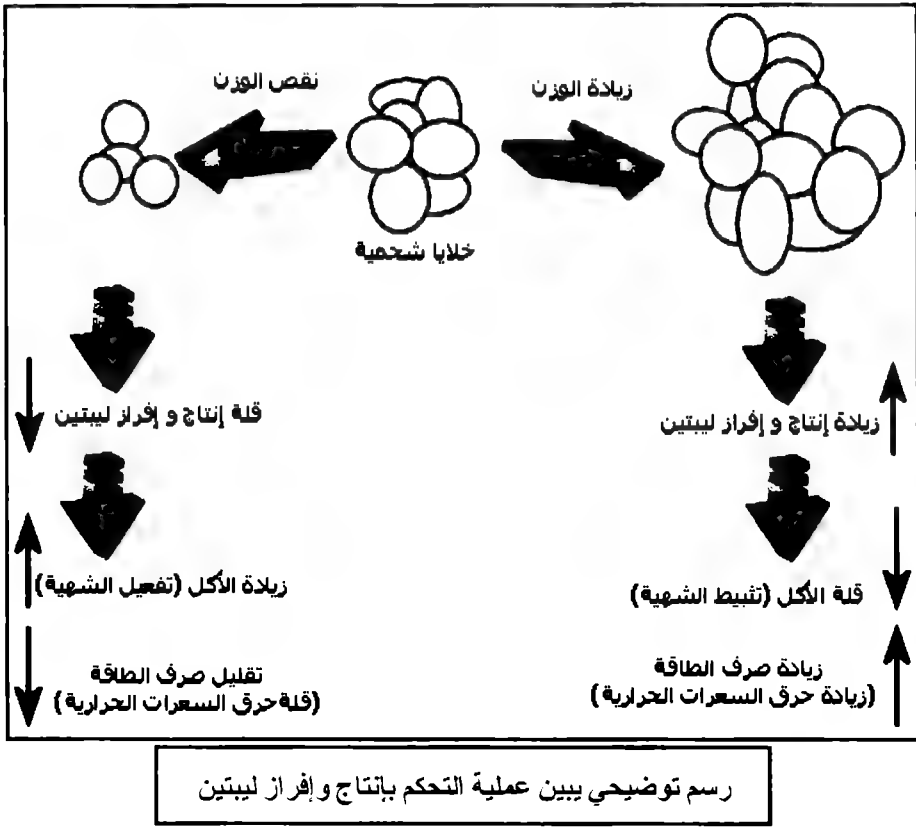 نقص الوزن
زيادة الوزن
خلايا شحمية
قلة إنتاج و إفراز ليبتين
زيادة إنتاج و إفراز ليبتين
زيادة الأكل (تفعيل الشهية)
قلة الأكل (تثبيط الشهية)
تقليل صرف الطاقة
(قلة حرق السعرات الحرارية)
زيادة صرف الطاقة
(زيادة حرق السعرات الحرارية)
رسم توضيحي يبين عملية التحكم بإنتاج وإفراز ليبتين